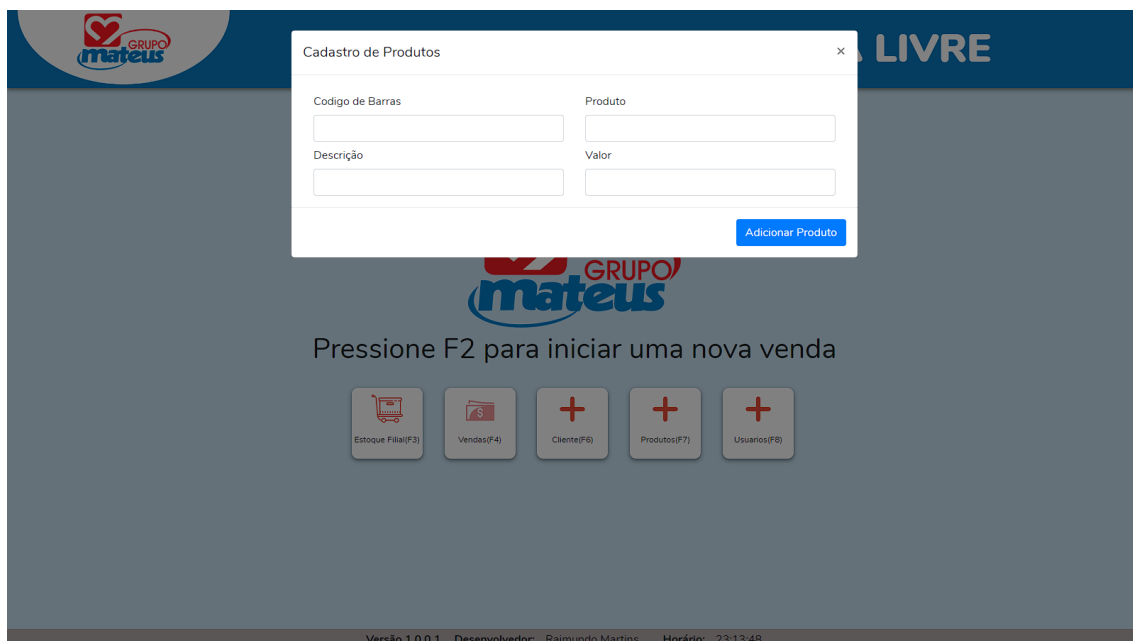 GRUPO
mateus
LIVRE
Cadastro de Produtos
×
Codigo de Barras
Produto
Descrição
Valor
Adicionar Produto
GRUPO
mateus
Pressione F2 para iniciar uma nova venda
Estoque Filial(F3)
Vendas(F4)
Cliente(F6)
Produtos(F7)
Usuarios(F8)
Versão 1.0.0.1 Desenvolvedor: Raimundo Martins Horário: 23:13:48